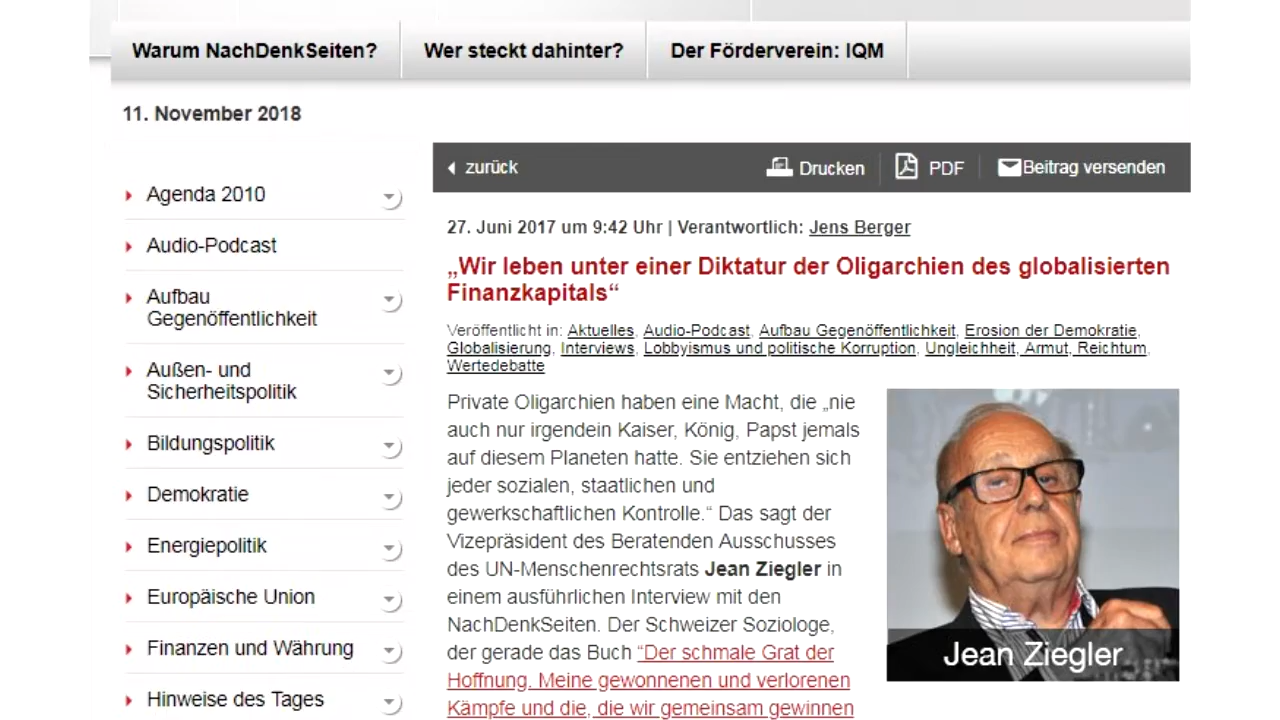 Warum NachDenkSeiten? Wer steckt dahinter? Der Förderverein: IQM
11. November 2018
Agenda 2010
Audio-Podcast
Aufbau
Gegenöffentlichkeit
Außen- und
Sicherheitspolitik
Bildungspolitik
Demokratie
Energiepolitik
Europäische Union
Finanzen und Währung
Hinweise des Tages
zurück Drucken PDF Beitrag versenden
27. Juni 2017 um 9:42 Uhr | Verantwortlich: Jens Berger
„Wir leben unter einer Diktatur der Oligarchien des globalisierten
Finanzkapitals“
Veröffentlicht in: Aktuelles, Audio-Podcast, Aufbau Gegenöffentlichkeit, Erosion der Demokratie,
Globalisierung, Interviews, Lobbyismus und politische Korruption, Ungleichheit, Armut, Reichtum,
Wertedebatte
Private Oligarchien haben eine Macht, die „nie
auch nur irgendein Kaiser, König, Papst jemals
auf diesem Planeten hatte. Sie entziehen sich
jeder sozialen, staatlichen und
gewerkschaftlichen Kontrolle.“ Das sagt der
Vizepräsident des Beratenden Ausschusses
des UN-Menschenrechtsrats Jean Ziegler in
einem ausführlichen Interview mit den
NachDenkSeiten. Der Schweizer Soziologe,
der gerade das Buch “Der schmale Grat der
Hoffnung. Meine gewonnenen und verlorenen
Kämpfe und die, die wir gemeinsam gewinnen
Jean Ziegler